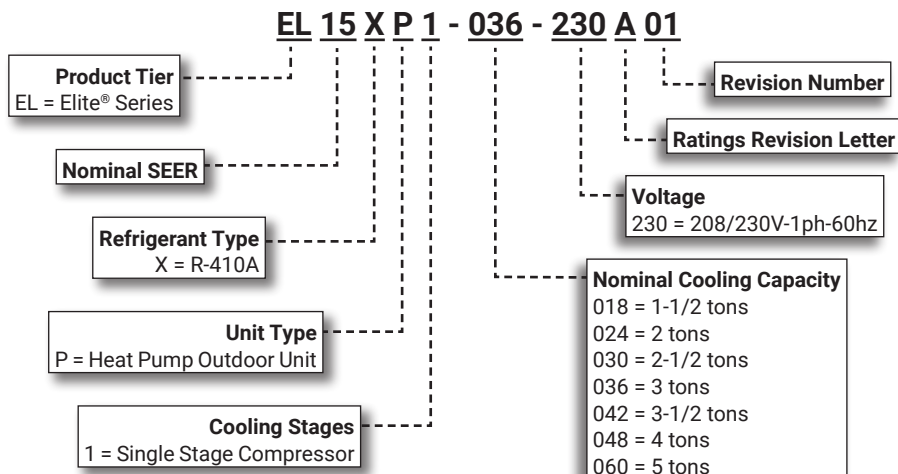 EL 15 X P 1 - 036 - 230 A 01
Product Tier
EL = Elite® Series
Nominal SEER
Refrigerant Type
X = R-410A
Unit Type
P = Heat Pump Outdoor Unit
Cooling Stages
1 = Single Stage Compressor
Revision Number
Ratings Revision Letter
Voltage
230 = 208/230V-1ph-60hz
Nominal Cooling Capacity
018 = 1-1/2 tons
024 = 2 tons
030 = 2-1/2 tons
036 = 3 tons
042 = 3-1/2 tons
048 = 4 tons
060 = 5 tons